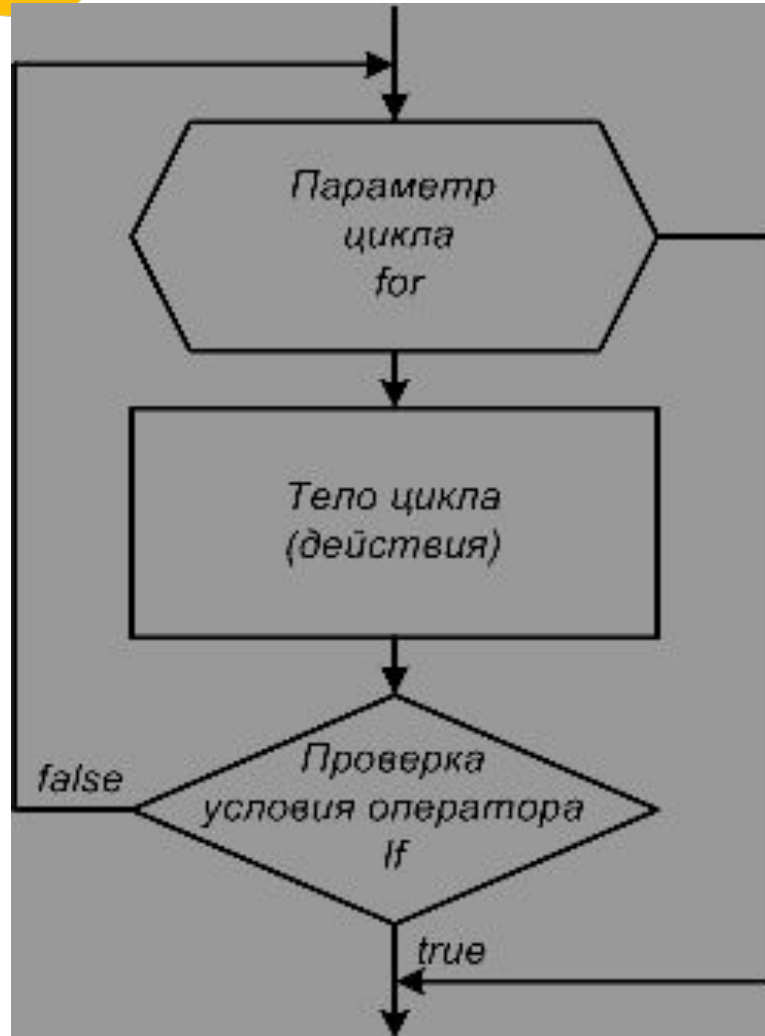 Параметр
цикла
for
Тело цикла
(действия)
Проверка
условия оператора
If
false
true